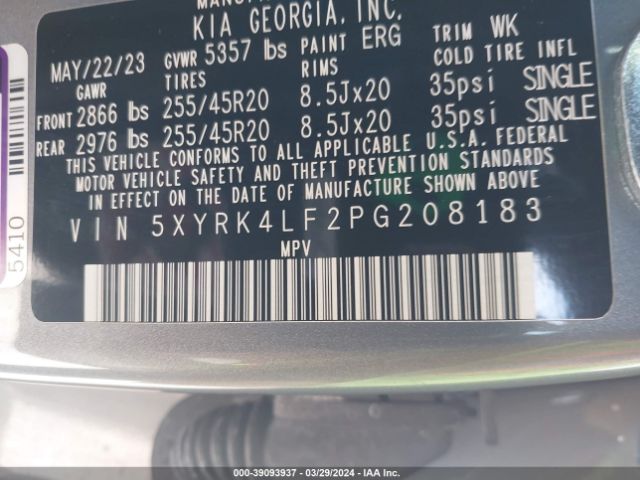 KIA GEORGIA, INC.
MAY/22/23 GVWR 5357 lbs PAINT ERG TRIM WK
GAWR TIRES RIMS COLD TIRE INFL
FRONT 2866 lbs 255/45R20 8.5Jx20 35psi SINGLE
REAR 2976 lbs 255/45R20 8.5Jx20 35psi SINGLE
THIS VEHICLE CONFORMS TO ALL APPLICABLE U.S.A. FEDERAL
MOTOR VEHICLE SAFETY AND THEFT PREVENTION STANDARDS
IN EFFECT ON THE DATE OF MANUFACTURE SHOWN ABOVE
VIN 5XYRK4LF2PG208183
MPV
5410
000-39093937 - 03/29/2024 - IAA Inc.